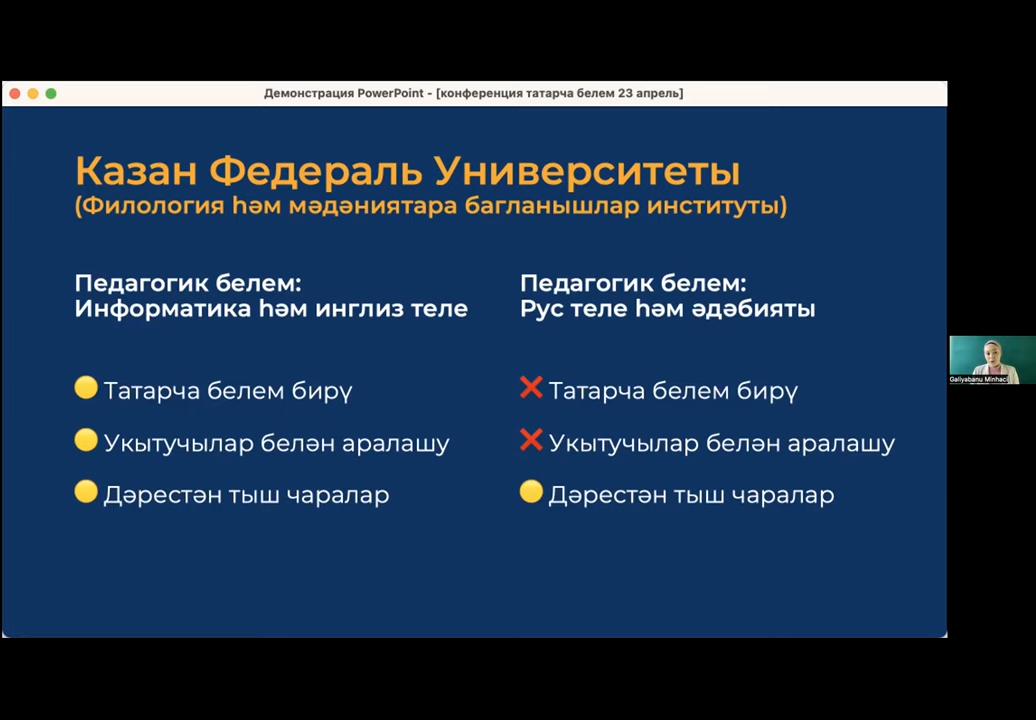 Демонстрация PowerPoint - [конференция татарча белем 23 апрель]
Казан Федераль Университеты
(Филология һәм мәдәниятара багланышлар институты)
Педагогик белем:
Информатика һәм инглиз теле
Татарча белем бирү
Укытучылар белән аралашу
Дәрестән тыш чаралар
Педагогик белем:
Рус теле һәм әдәбияты
Татарча белем бирү
Укытучылар белән аралашу
Дәрестән тыш чаралар
Galiyabanu Minhaci